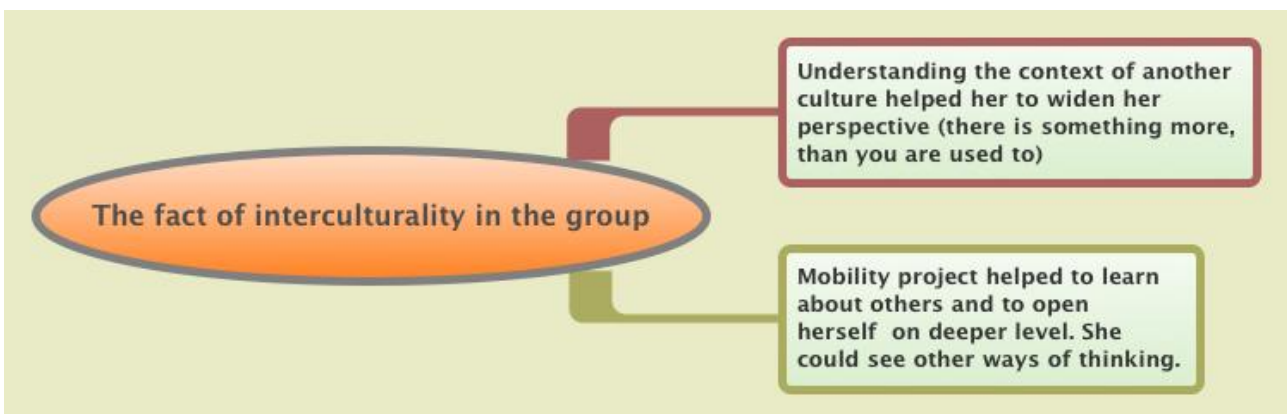 The fact of interculturality in the group
Understanding the context of another
culture helped her to widen her
perspective (there is something more,
than you are used to)
Mobility project helped to learn
about others and to open
herself  on deeper level. She
could see other ways of thinking.